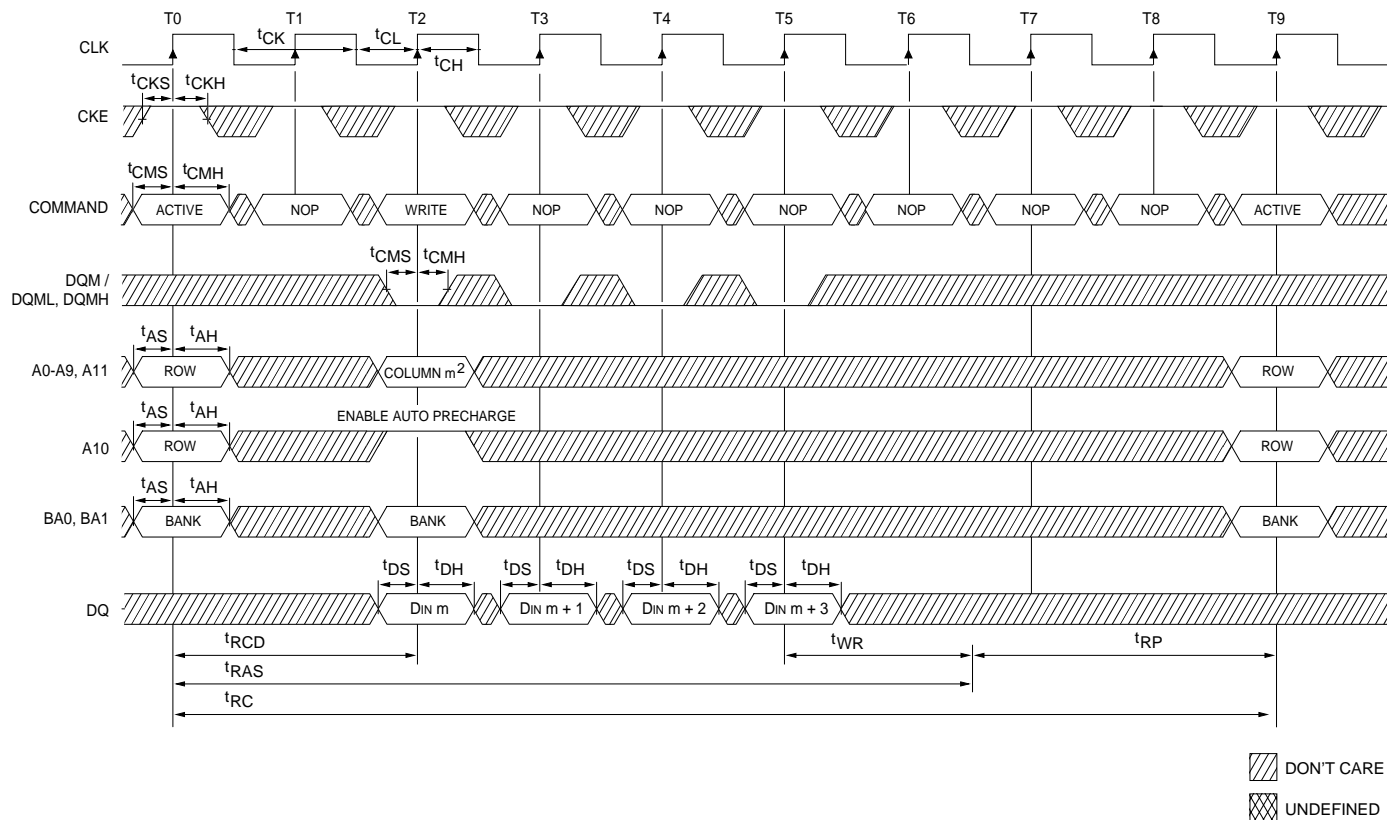 T0 T1 T2 T3 T4 T5 T6 T7 T8 T9
CLK
tCK tCL
tCH
tCKS tCKH
CKE
tCMS tCMH
COMMAND ACTIVE NOP WRITE NOP NOP NOP NOP NOP NOP ACTIVE
tCMS tCMH
DQM /
DQML, DQMH
tAS tAH
A0-A9, A11 ROW COLUMN m2 ROW
ENABLE AUTO PRECHARGE
tAS tAH
A10 ROW ROW
tAS tAH
BA0, BA1 BANK BANK BANK
tDS tDH tDS tDH tDS tDH tDS tDH
DQ DIN m DIN m + 1 DIN m + 2 DIN m + 3
tRCD tWR tRP
tRAS
tRC
DON'T CARE
UNDEFINED